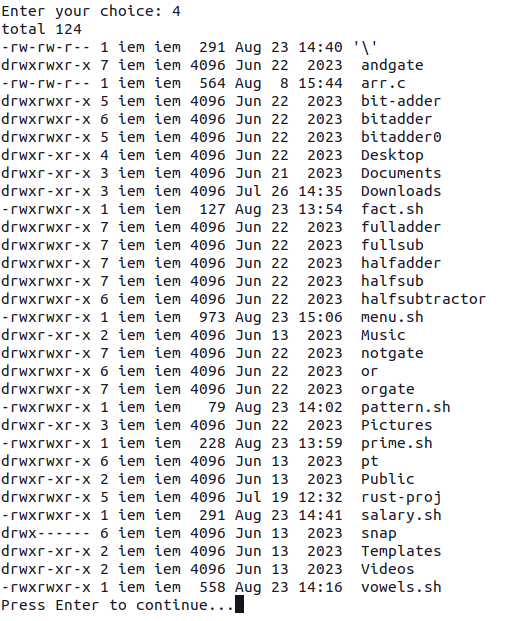 Enter your choice: 4
total 124
-rw-rw-r-- 1 iem iem  291 Aug 23 14:40 '\'
drwxrwxr-x 7 iem iem 4096 Jun 22  2023  andgate
-rw-rw-r-- 1 iem iem  564 Aug  8 15:44  arr.c
drwxrwxr-x 5 iem iem 4096 Jun 22  2023  bit-adder
drwxrwxr-x 6 iem iem 4096 Jun 22  2023  bitadder
drwxrwxr-x 5 iem iem 4096 Jun 22  2023  bitadder0
drwxr-xr-x 4 iem iem 4096 Jun 22  2023  Desktop
drwxr-xr-x 3 iem iem 4096 Jun 21  2023  Documents
drwxr-xr-x 3 iem iem 4096 Jul 26 14:35  Downloads
-rwxrwxr-x 1 iem iem  127 Aug 23 13:54  fact.sh
drwxrwxr-x 7 iem iem 4096 Jun 22  2023  fulladder
drwxrwxr-x 7 iem iem 4096 Jun 22  2023  fullsub
drwxrwxr-x 7 iem iem 4096 Jun 22  2023  halfadder
drwxrwxr-x 7 iem iem 4096 Jun 22  2023  halfsub
drwxrwxr-x 6 iem iem 4096 Jun 22  2023  halfsubtractor
-rwxrwxr-x 1 iem iem  973 Aug 23 15:06  menu.sh
drwxr-xr-x 2 iem iem 4096 Jun 13  2023  Music
drwxrwxr-x 7 iem iem 4096 Jun 22  2023  notgate
drwxrwxr-x 6 iem iem 4096 Jun 22  2023  or
drwxrwxr-x 7 iem iem 4096 Jun 22  2023  orgate
-rwxrwxr-x 1 iem iem   79 Aug 23 14:02  pattern.sh
drwxr-xr-x 3 iem iem 4096 Jun 22  2023  Pictures
-rwxrwxr-x 1 iem iem  228 Aug 23 13:59  prime.sh
drwxrwxr-x 6 iem iem 4096 Jun 13  2023  pt
drwxr-xr-x 2 iem iem 4096 Jun 13  2023  Public
drwxrwxr-x 5 iem iem 4096 Jul 19 12:32  rust-proj
-rwxrwxr-x 1 iem iem  291 Aug 23 14:41  salary.sh
drwx------ 6 iem iem 4096 Jun 13  2023  snap
drwxr-xr-x 2 iem iem 4096 Jun 13  2023  Templates
drwxr-xr-x 2 iem iem 4096 Jun 13  2023  Videos
-rwxrwxr-x 1 iem iem  558 Aug 23 14:16  vowels.sh
Press Enter to continue...